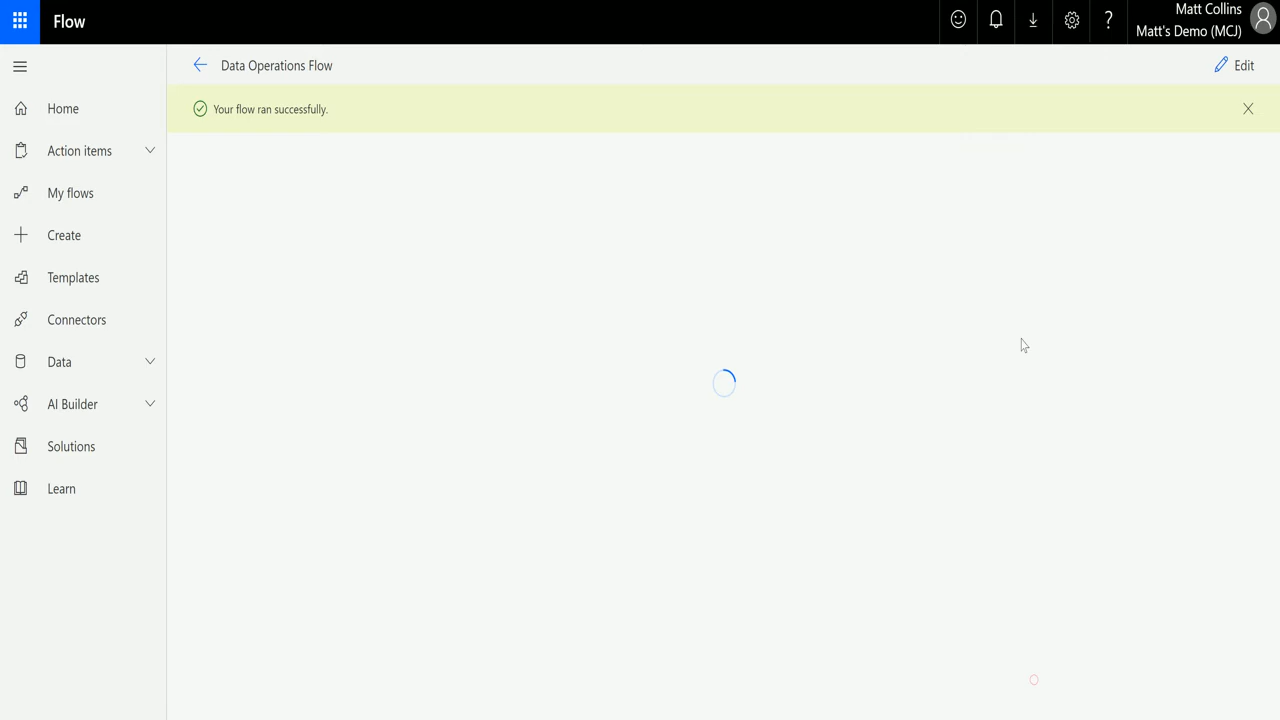 Flow
Matt Collins
Matt's Demo (MCJ)
Data Operations Flow
Edit
Your flow ran successfully.
Home
Action items
My flows
Create
Templates
Connectors
Data
AI Builder
Solutions
Learn